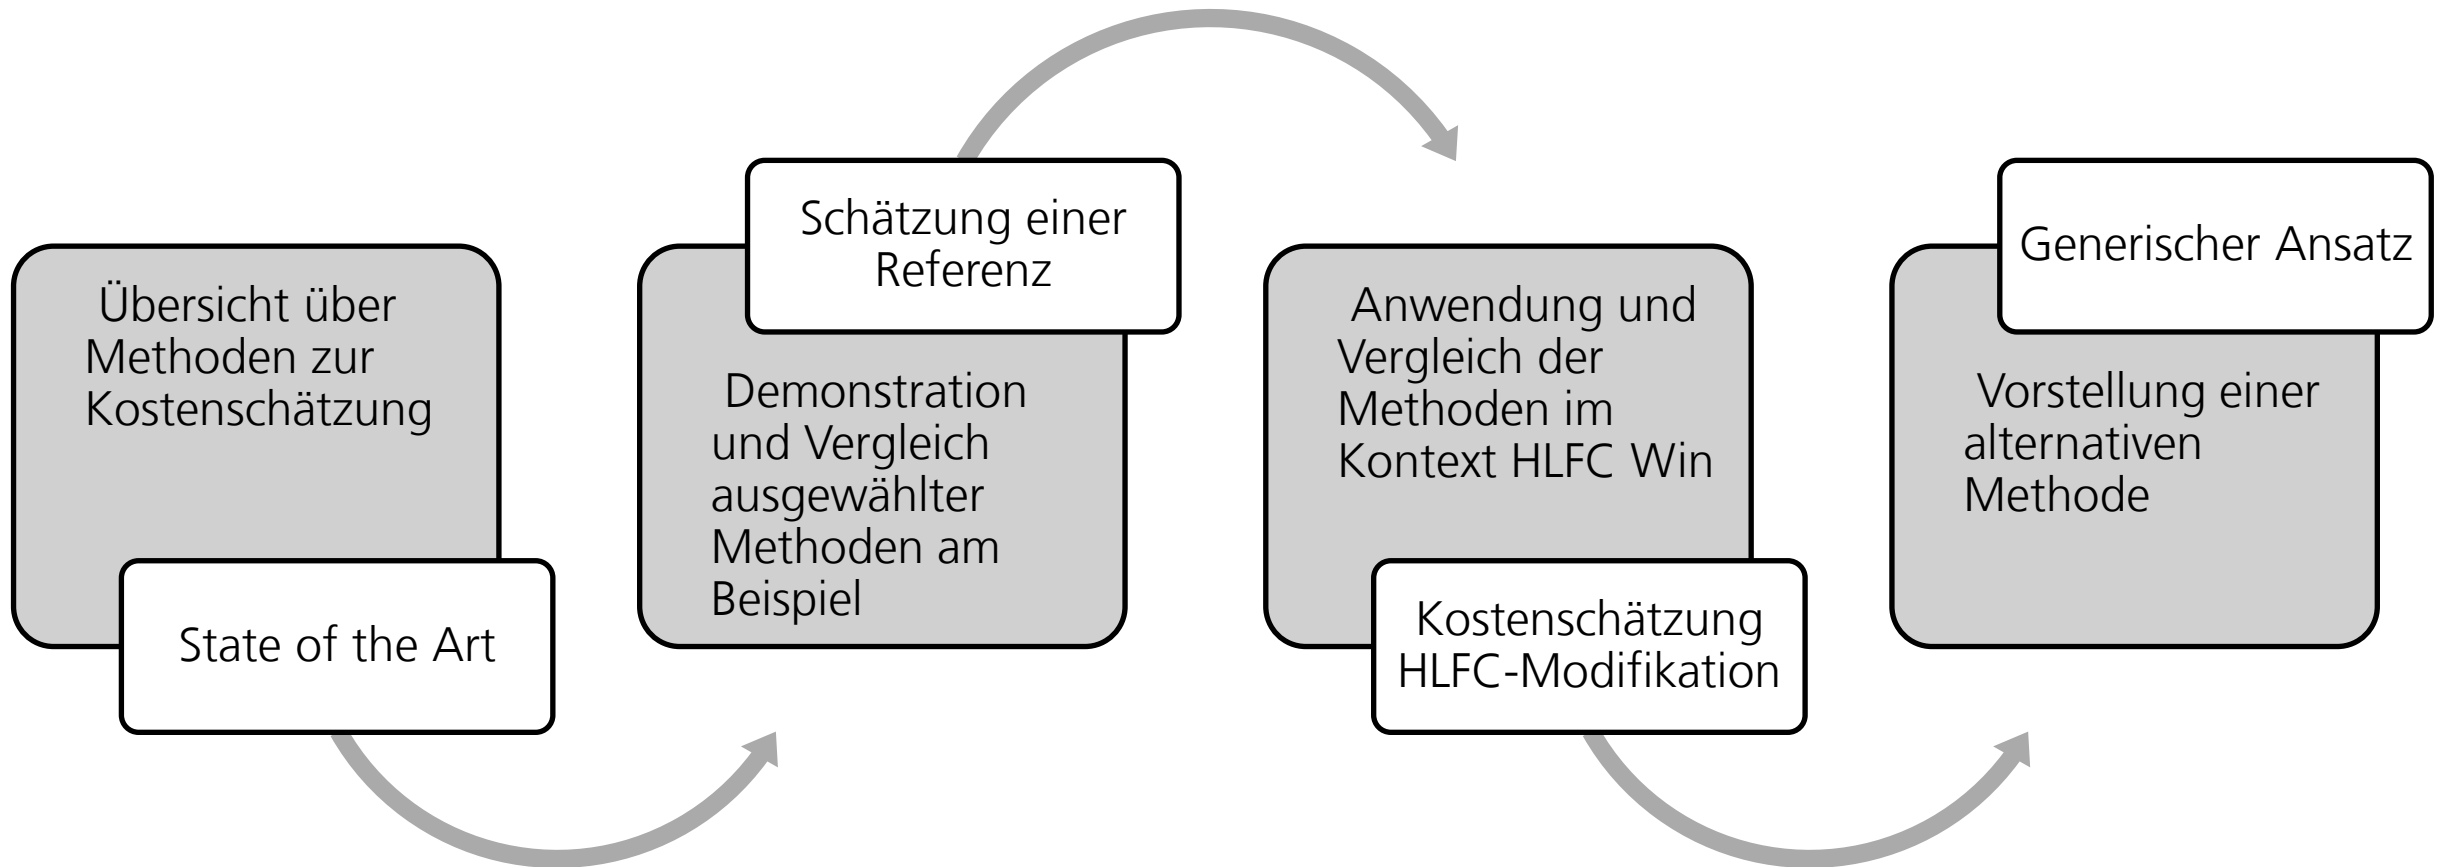 Übersicht über
Methoden zur
Kostenschätzung
State of the Art
Schätzung einer
Referenz
Demonstration
und Vergleich
ausgewählter
Methoden am
Beispiel
Anwendung und
Vergleich der
Methoden im
Kontext HLFC Win
Kostenschätzung
HLFC-Modifikation
Generischer Ansatz
Vorstellung einer
alternativen
Methode